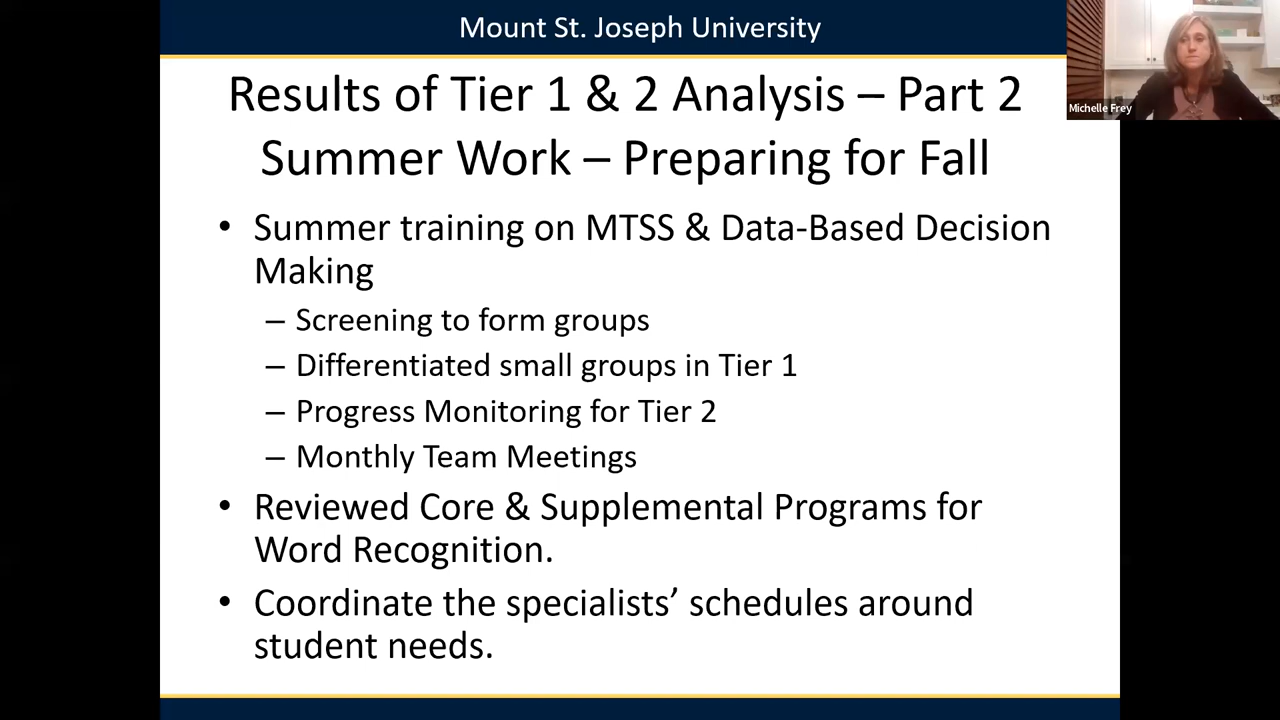 Mount St. Joseph University
Michelle Frey
Results of Tier 1 & 2 Analysis – Part 2
Summer Work – Preparing for Fall
• Summer training on MTSS & Data-Based Decision
Making
– Screening to form groups
– Differentiated small groups in Tier 1
– Progress Monitoring for Tier 2
– Monthly Team Meetings
• Reviewed Core & Supplemental Programs for
Word Recognition.
• Coordinate the specialists’ schedules around
student needs.